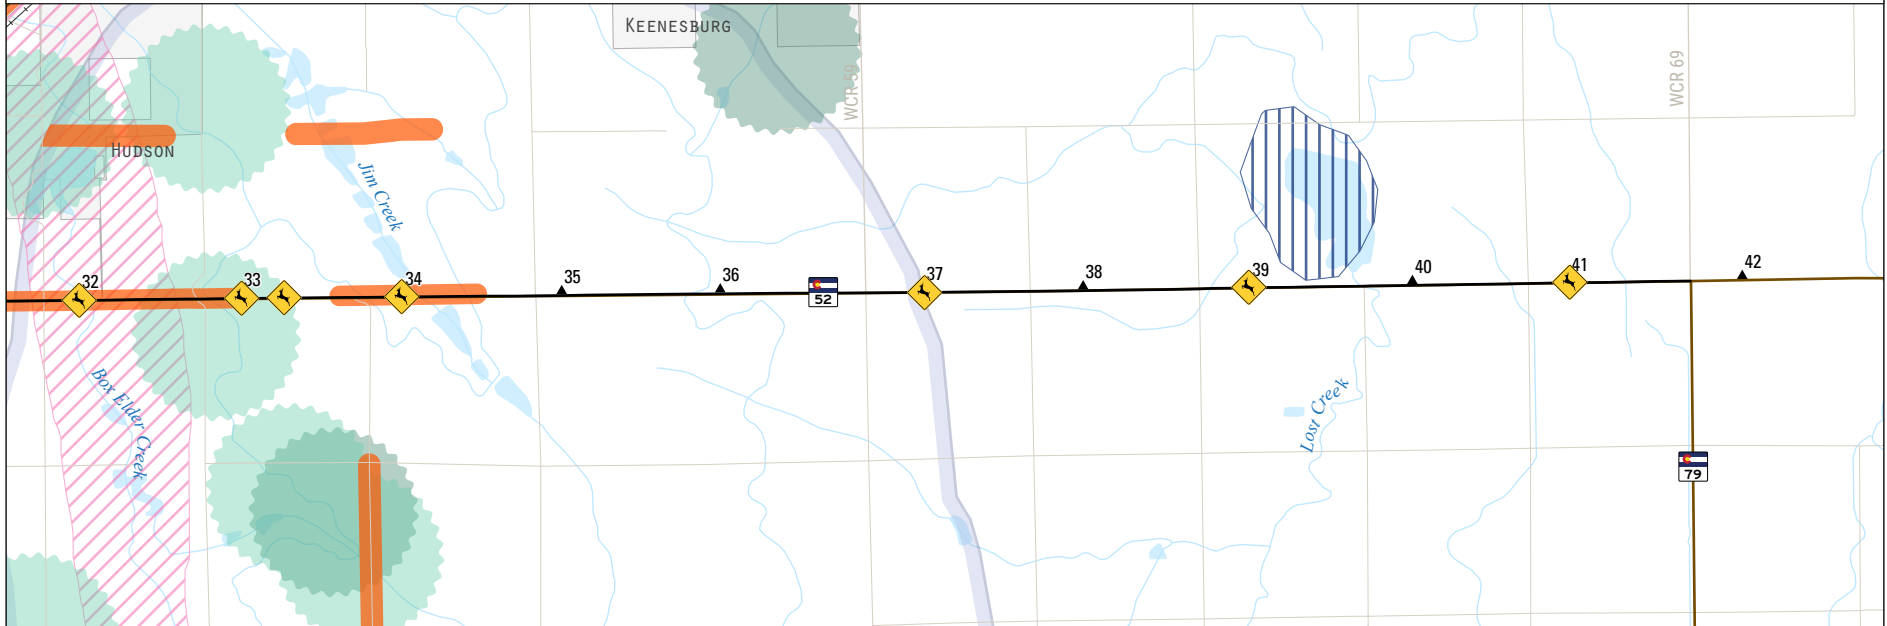 KEENESBURG
WCR 59
WCR 69
HUDSON
Jim Creek
32
33
34
35
36
52
37
38
39
40
41
42
Box Elder Creek
Lost Creek
79